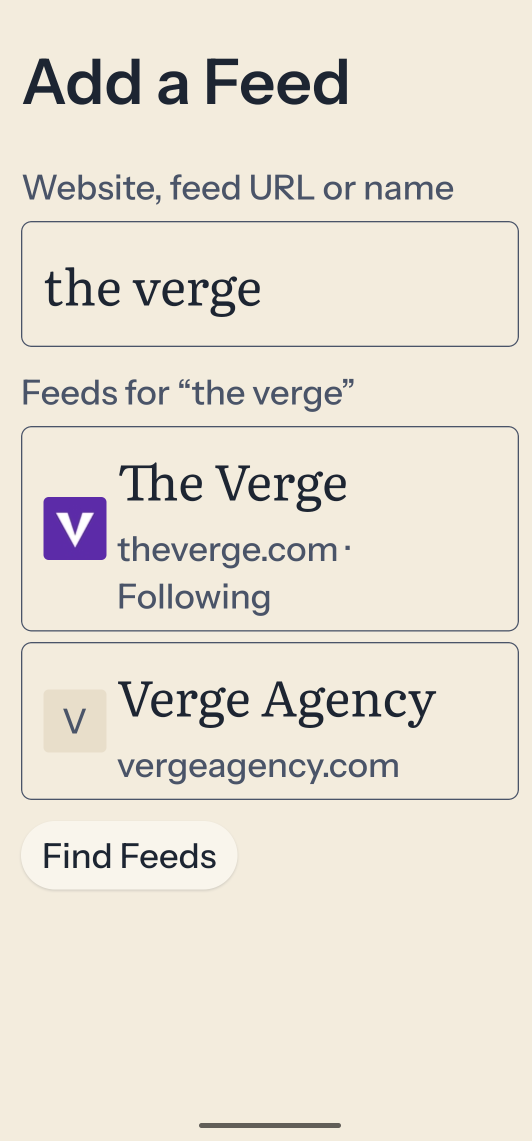 Add a Feed
Website, feed URL or name
the verge
Feeds for “the verge”
V
The Verge
theverge.com ·
Following
V
Verge Agency
vergeagency.com
Find Feeds